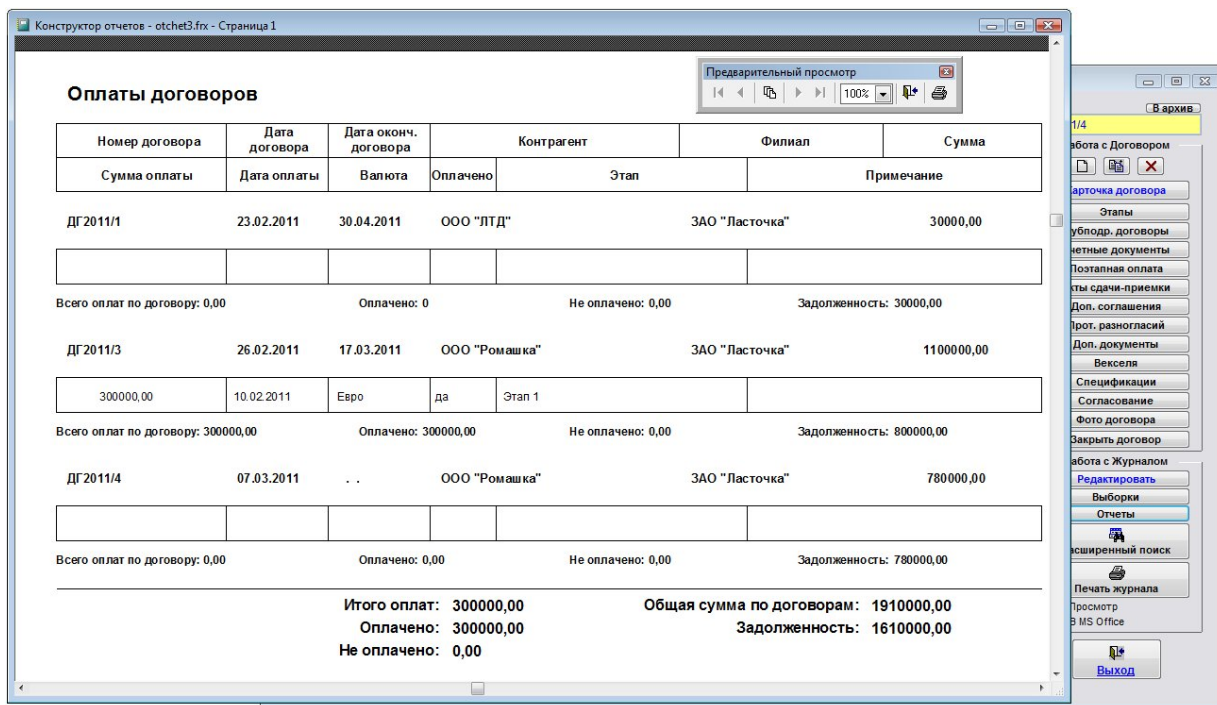 Конструктор отчетов - otchet3.frx - Страница 1
Предварительный просмотр
100%
Оплаты договоров
Номер договора Дата договора Дата оконч. договора Контрагент Филиал Сумма
Сумма оплаты Дата оплаты Валюта Оплачено Этап Примечание
ДГ2011/1 23.02.2011 30.04.2011 ООО "ЛТД" ЗАО "Ласточка" 30000,00
Всего оплат по договору: 0,00 Оплачено: 0 Не оплачено: 0,00 Задолженность: 30000,00
ДГ2011/3 26.02.2011 17.03.2011 ООО "Ромашка" ЗАО "Ласточка" 1100000,00
300000,00 10.02.2011 Евро да Этап 1
Всего оплат по договору: 300000,00 Оплачено: 300000,00 Не оплачено: 0,00 Задолженность: 800000,00
ДГ2011/4 07.03.2011 . . ООО "Ромашка" ЗАО "Ласточка" 780000,00
Всего оплат по договору: 0,00 Оплачено: 0,00 Не оплачено: 0,00 Задолженность: 780000,00
Итого оплат: 300000,00 Общая сумма по договорам: 1910000,00
Оплачено: 300000,00 Задолженность: 1610000,00
Не оплачено: 0,00
В архив
1/4
абота с Договором
арточка договора
Этапы
убподр. договоры
четные документы
Поэтапная оплата
кты сдачи-приемки
Доп. соглашения
Прот. разногласий
Доп. документы
Векселя
Спецификации
Согласование
Фото договора
Закрыть договор
абота с Журналом
Редактировать
Выборки
Отчеты
асширенный поиск
Печать журнала
Просмотр
В MS Office
Выход